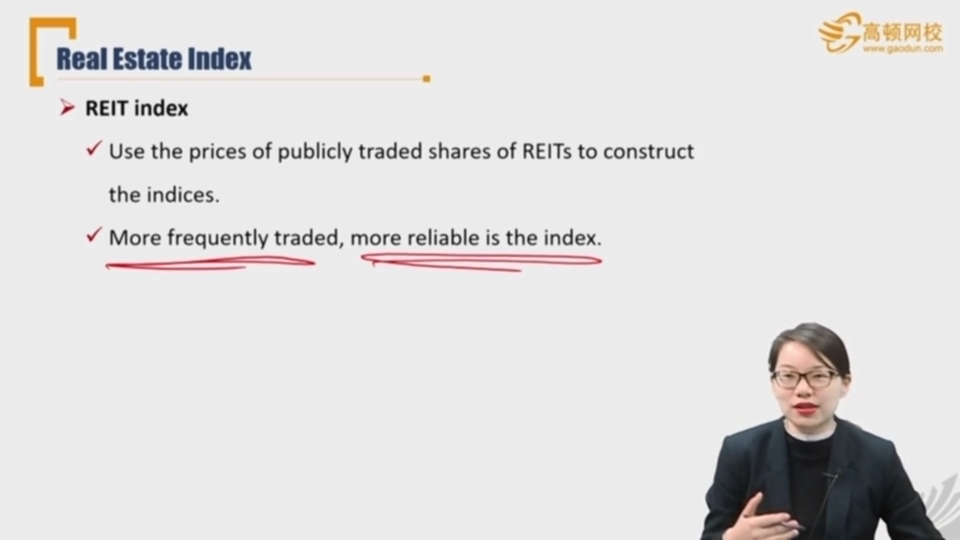 Real Estate Index
高顿网校
www.gaodun.com
REIT index
Use the prices of publicly traded shares of REITs to construct
the indices.
More frequently traded, more reliable is the index.